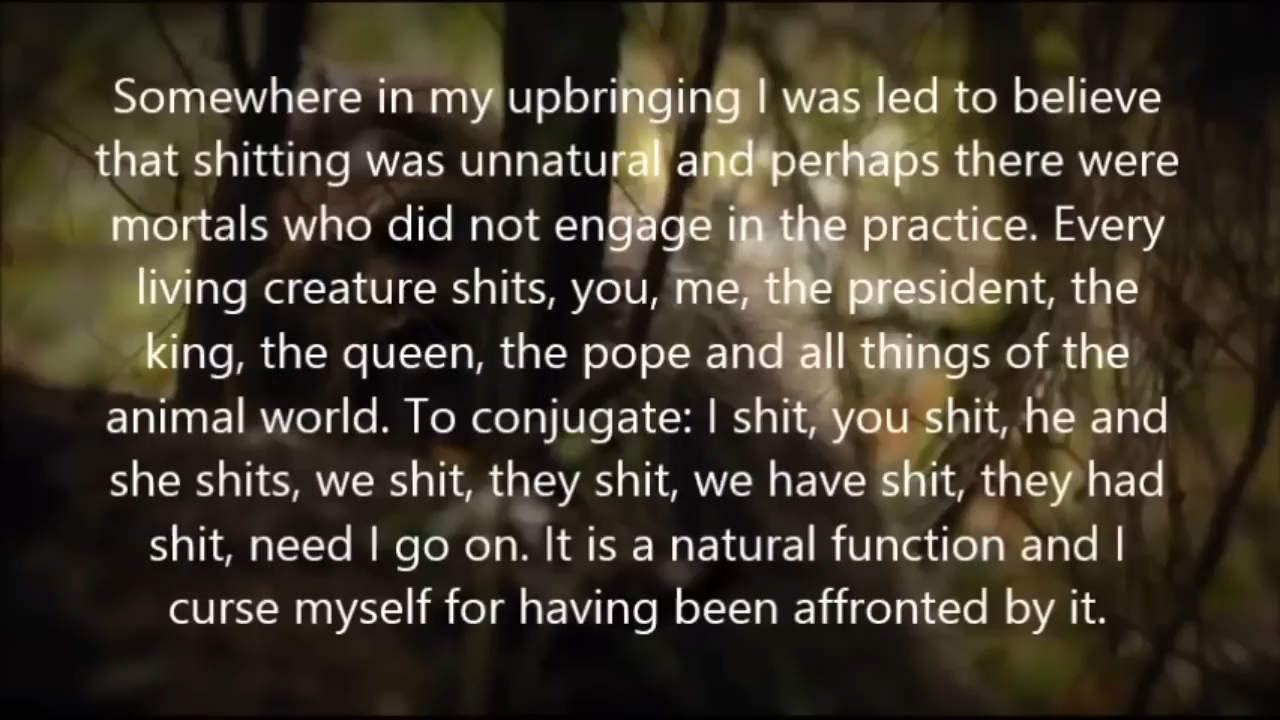 Somewhere in my upbringing I was led to believe
that shitting was unnatural and perhaps there were
mortals who did not engage in the practice. Every
living creature shits, you, me, the president, the
king, the queen, the pope and all things of the
animal world. To conjugate: I shit, you shit, he and
she shits, we shit, they shit, we have shit, they had
shit, need I go on. It is a natural function and I
curse myself for having been affronted by it.